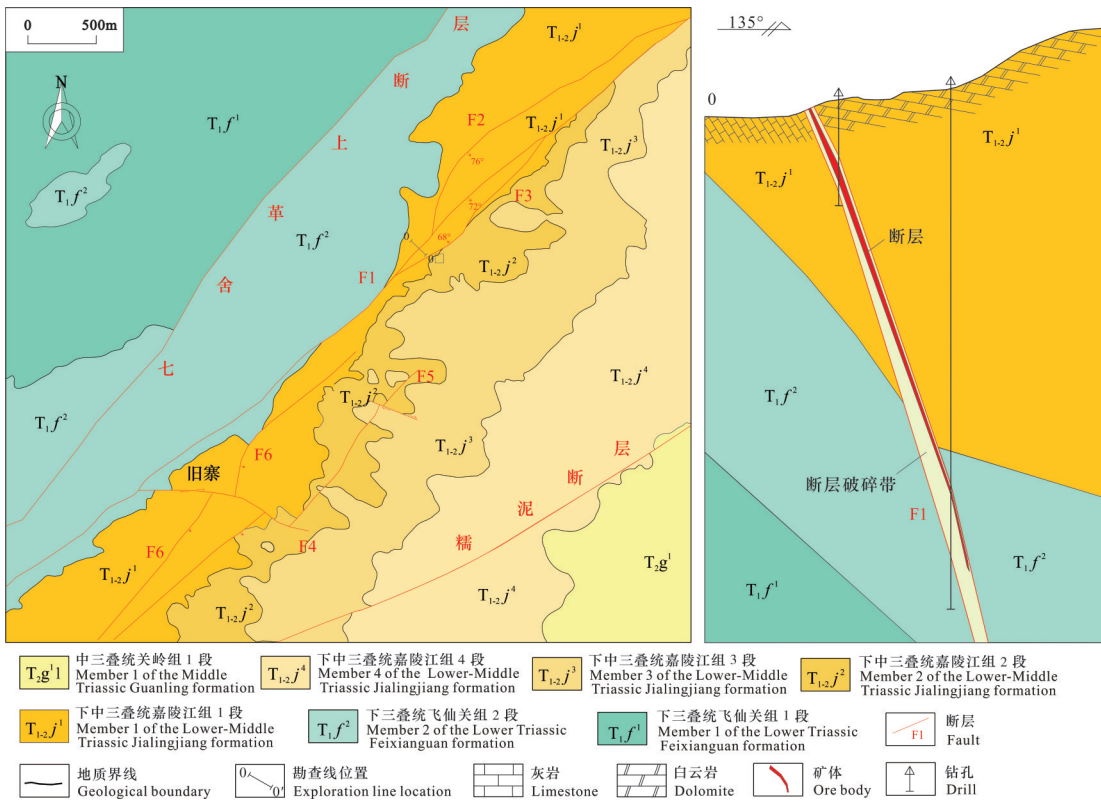 0 500m
N
T₁f¹
T₁f²
T₁f²
T₁f²
七舍革上断层
T₁₋₂j¹
F2
76°
T₁₋₂j¹
T₁₋₂j³
72°
F3
68°
0
0'
T₁₋₂j²
F1
F5
T₁₋₂j²
T₁₋₂j⁴
T₁₋₂j³
旧寨
F6
糯泥断层
F6
F4
T₁₋₂j¹
T₁₋₂j²
T₁₋₂j⁴
T₂g¹
135°
0
T₁₋₂j¹
T₁₋₂j¹
断层
T₁f²
断层破碎带
F1
T₁f¹
T₁f²
T₂g¹1
中三叠统关岭组 1 段
Member 1 of the Middle
Triassic Guanling formation
T₁₋₂j⁴
下中三叠统嘉陵江组 4 段
Member 4 of the Lower-Middle
Triassic Jialingjiang formation
T₁₋₂j³
下中三叠统嘉陵江组 3 段
Member 3 of the Lower-Middle
Triassic Jialingjiang formation
T₁₋₂j²
下中三叠统嘉陵江组 2 段
Member 2 of the Lower-Middle
Triassic Jialingjiang formation
T₁₋₂j¹
下中三叠统嘉陵江组 1 段
Member 1 of the Lower-Middle
Triassic Jialingjiang formation
T₁f²
下三叠统飞仙关组 2 段
Member 2 of the Lower Triassic
Feixianguan formation
T₁f¹
下三叠统飞仙关组 1 段
Member 1 of the Lower Triassic
Feixianguan formation
F1
断层
Fault
地质界线
Geological boundary
0
0'
勘查线位置
Exploration line location
灰岩
Limestone
白云岩
Dolomite
矿体
Ore body
钻孔
Drill